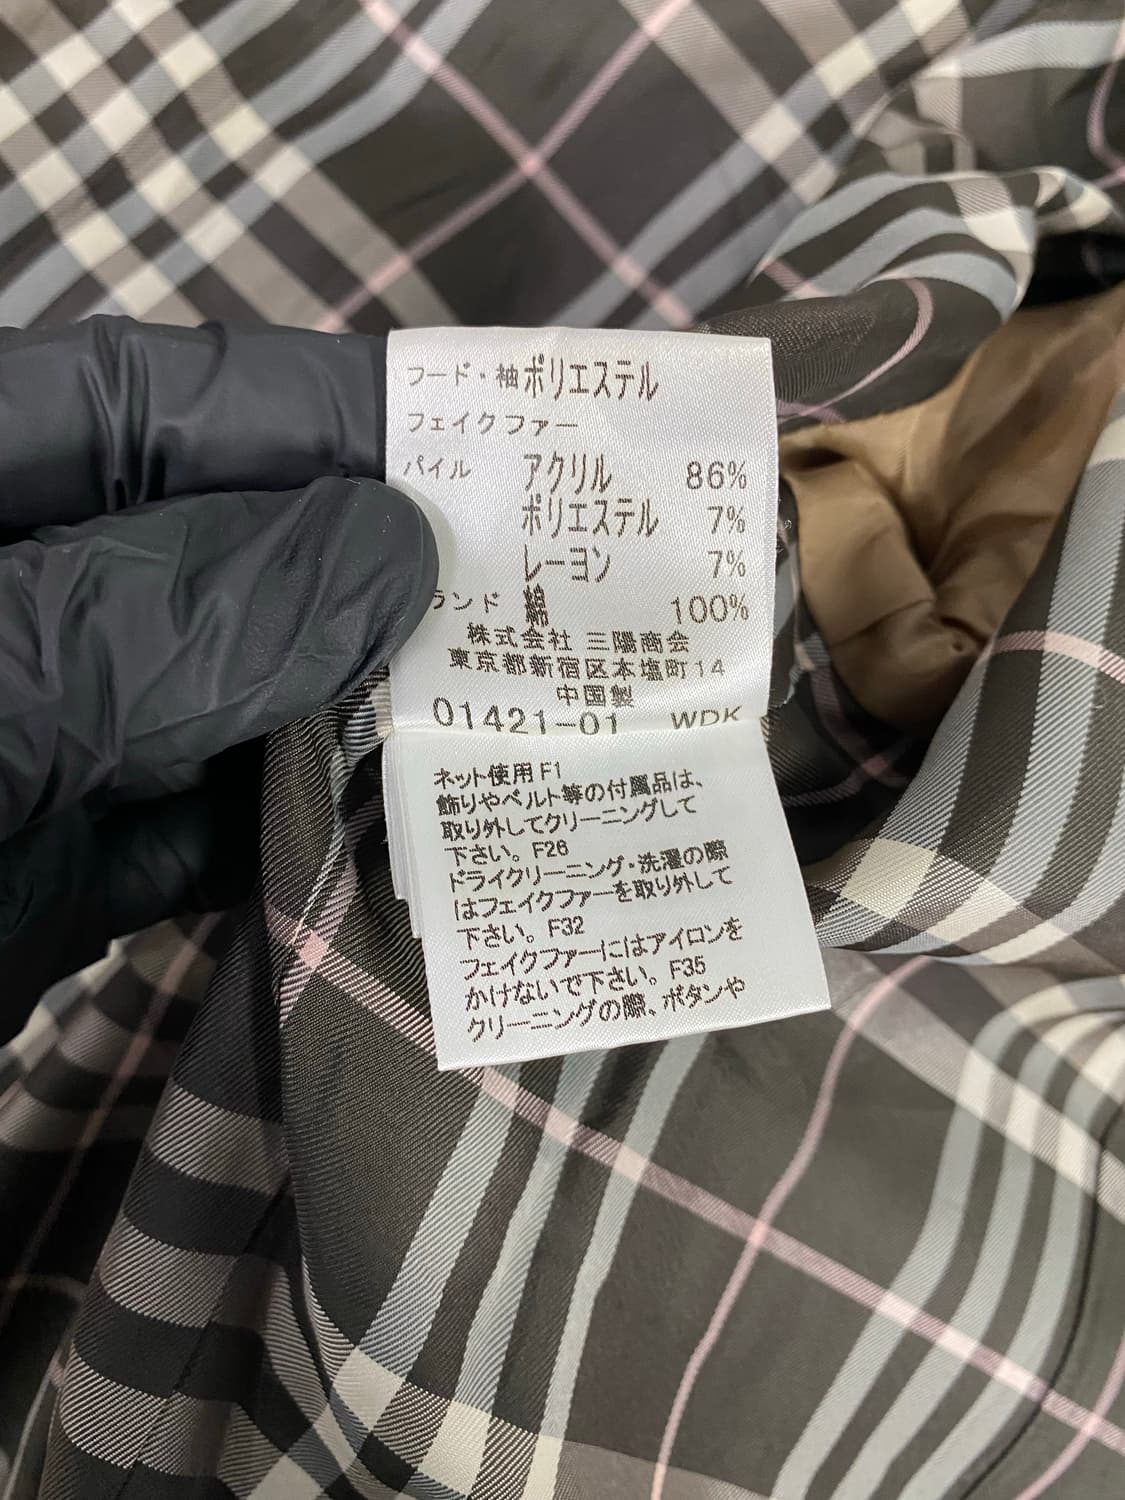 フード・袖ポリエステル
フェイクファー
パイル アクリル 86%
ポリエステル 7%
レーヨン 7%
ランド 綿 100%
株式会社 三陽商会
東京都新宿区本塩町14
中国製
01421-01 WDK
ネット使用 F1
飾りやベルト等の付属品は、
取り外してクリーニングして
下さい。F26
ドライクリーニング・洗濯の際
はフェイクファーを取り外して
下さい。F32
フェイクファーにはアイロンを
かけないで下さい。F35
クリーニングの際、ボタンや